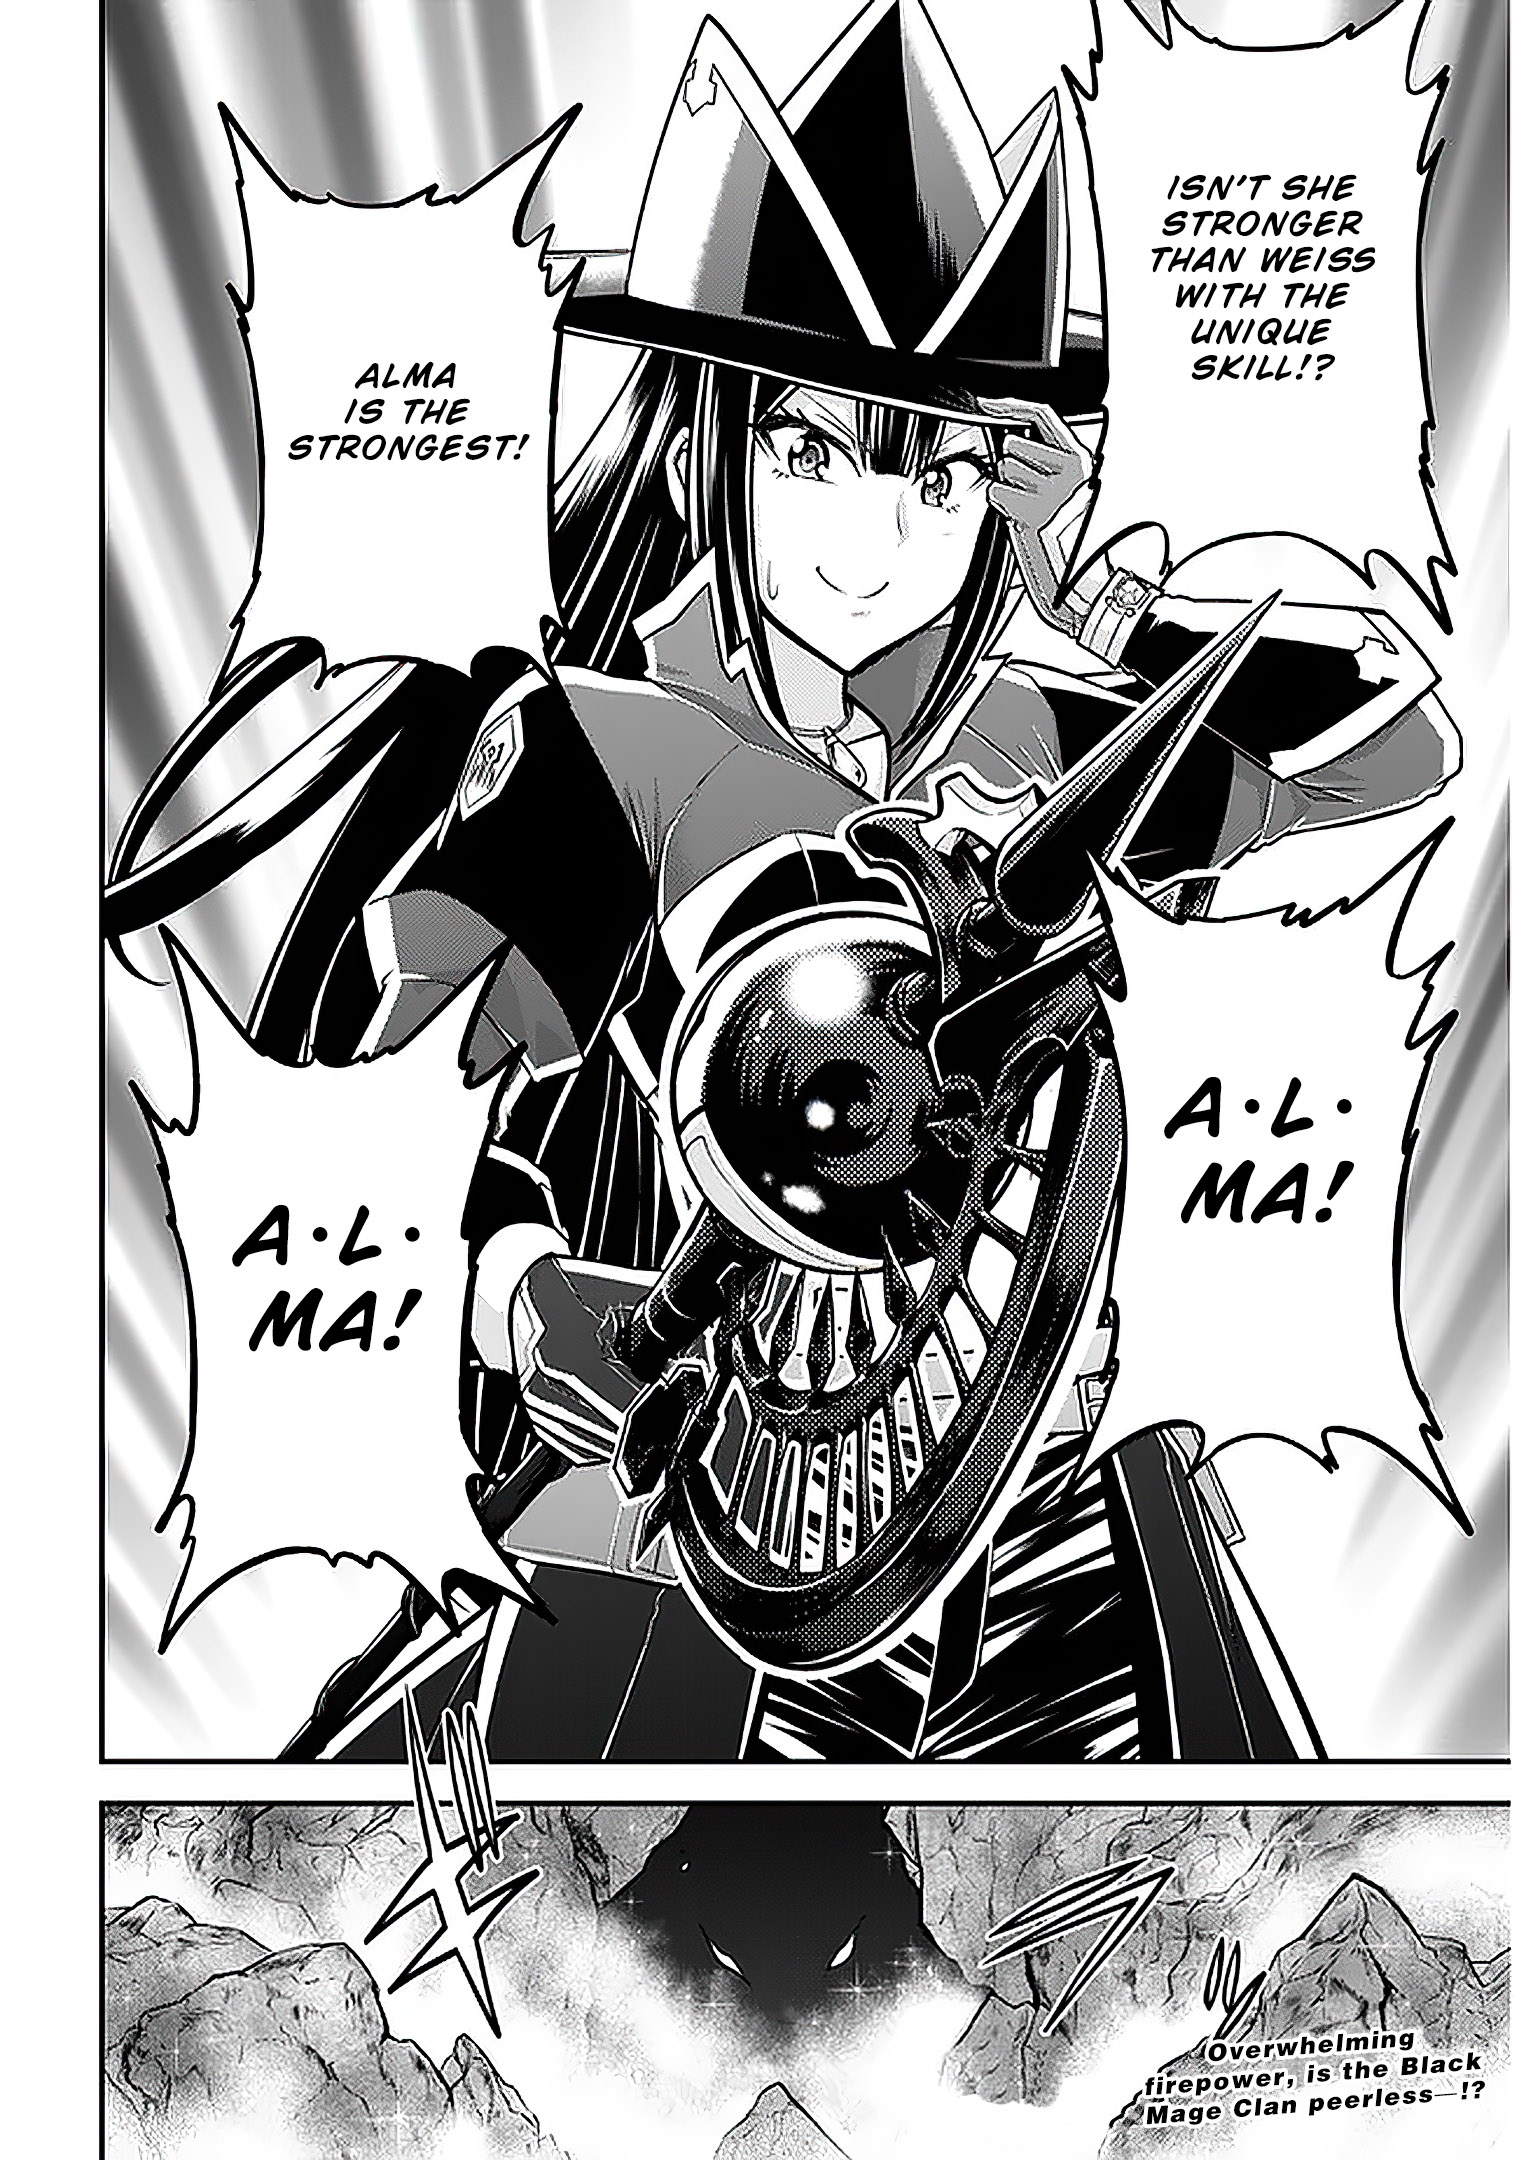 ISN'T SHE
STRONGER
THAN WEISS
WITH THE
UNIQUE
SKILL!?
ALMA
IS THE
STRONGEST!
A·L·
MA!
A·L·
MA!
Overwhelming
firepower, is the Black
Mage Clan peerless—!?